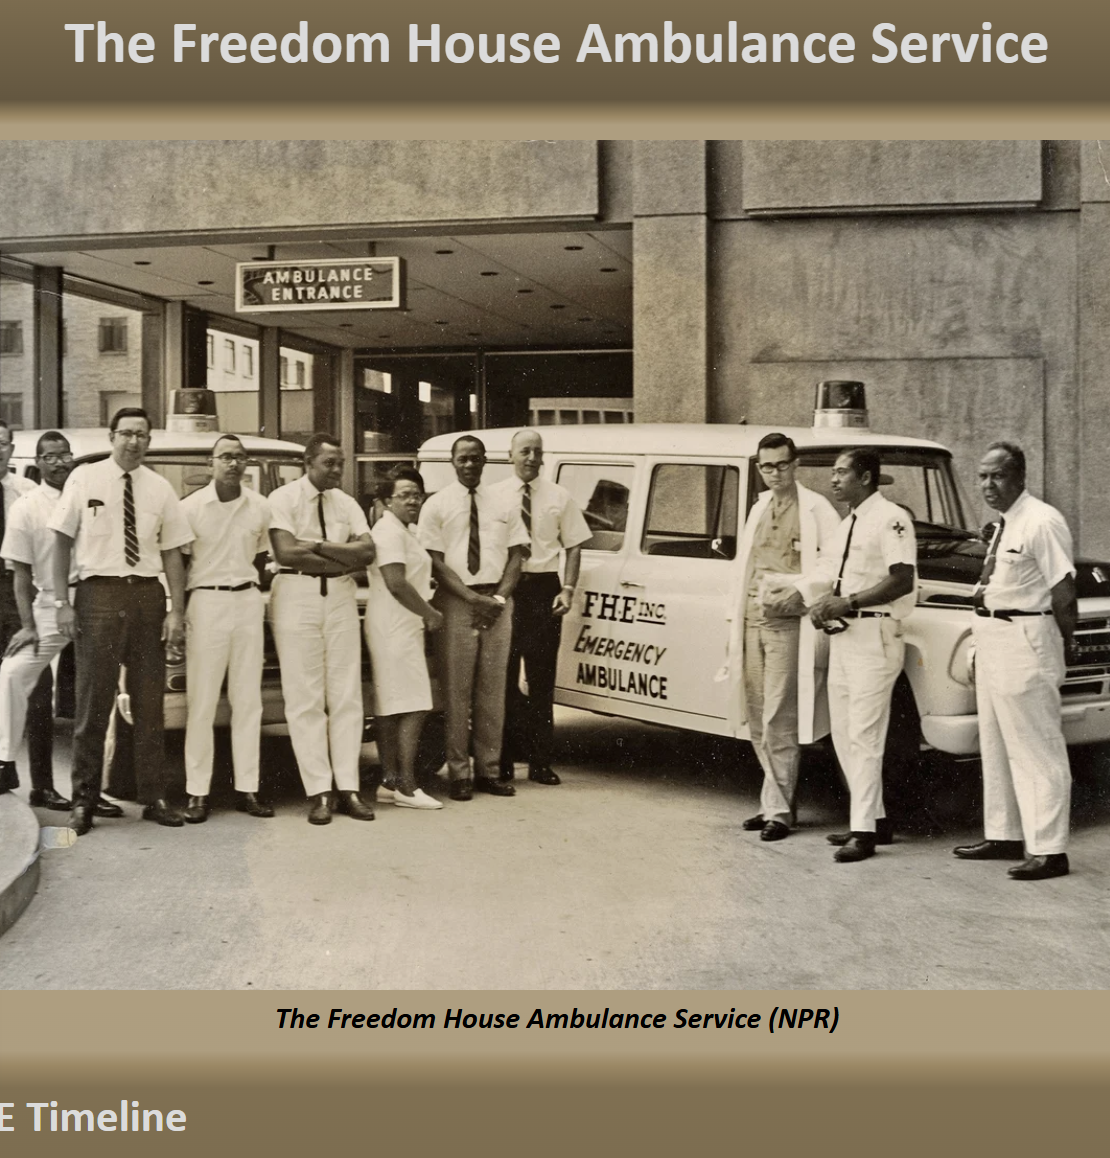 The Freedom House Ambulance Service
AMBULANCE
ENTRANCE
F.H.E INC.
EMERGENCY
AMBULANCE
The Freedom House Ambulance Service (NPR)
E Timeline